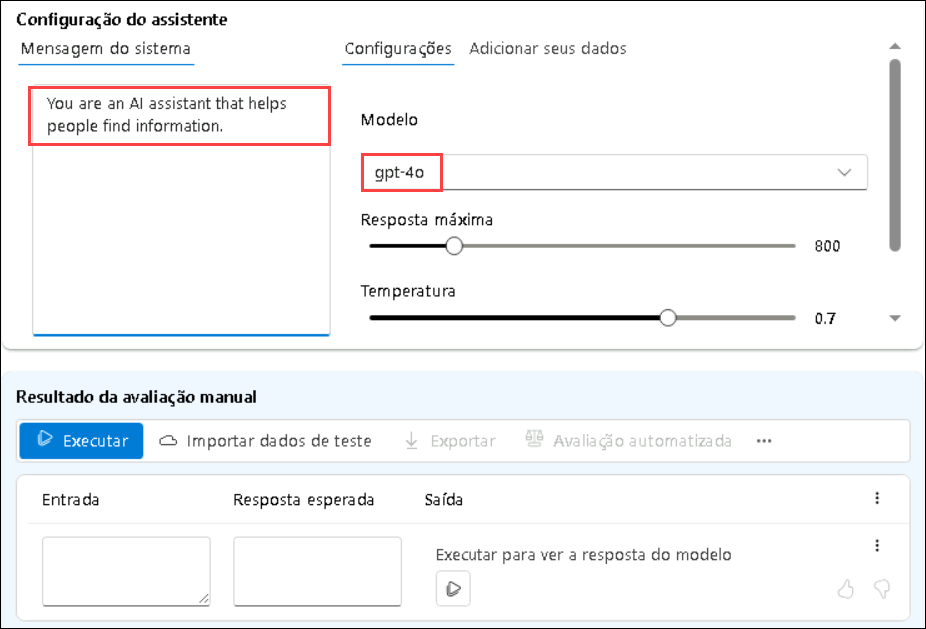 Configuração do assistente
Mensagem do sistema
Configurações
Adicionar seus dados
You are an AI assistant that helps
people find information.
Modelo
gpt-4o
Resposta máxima
800
Temperatura
0.7
Resultado da avaliação manual
Executar
Importar dados de teste
Exportar
Avaliação automatizada
Entrada
Resposta esperada
Saída
Executar para ver a resposta do modelo